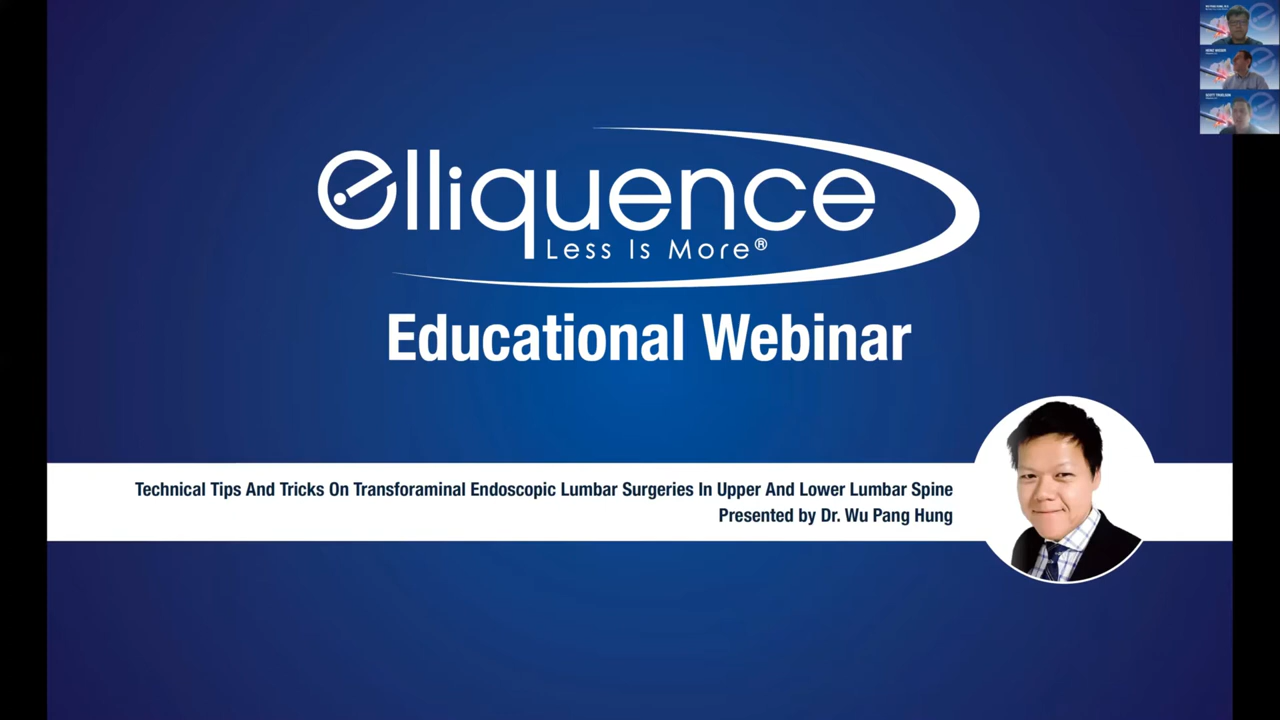 elliquence
Less Is More®
Educational Webinar
Technical Tips And Tricks On Transforaminal Endoscopic Lumbar Surgeries In Upper And Lower Lumbar Spine
Presented by Dr. Wu Pang Hung